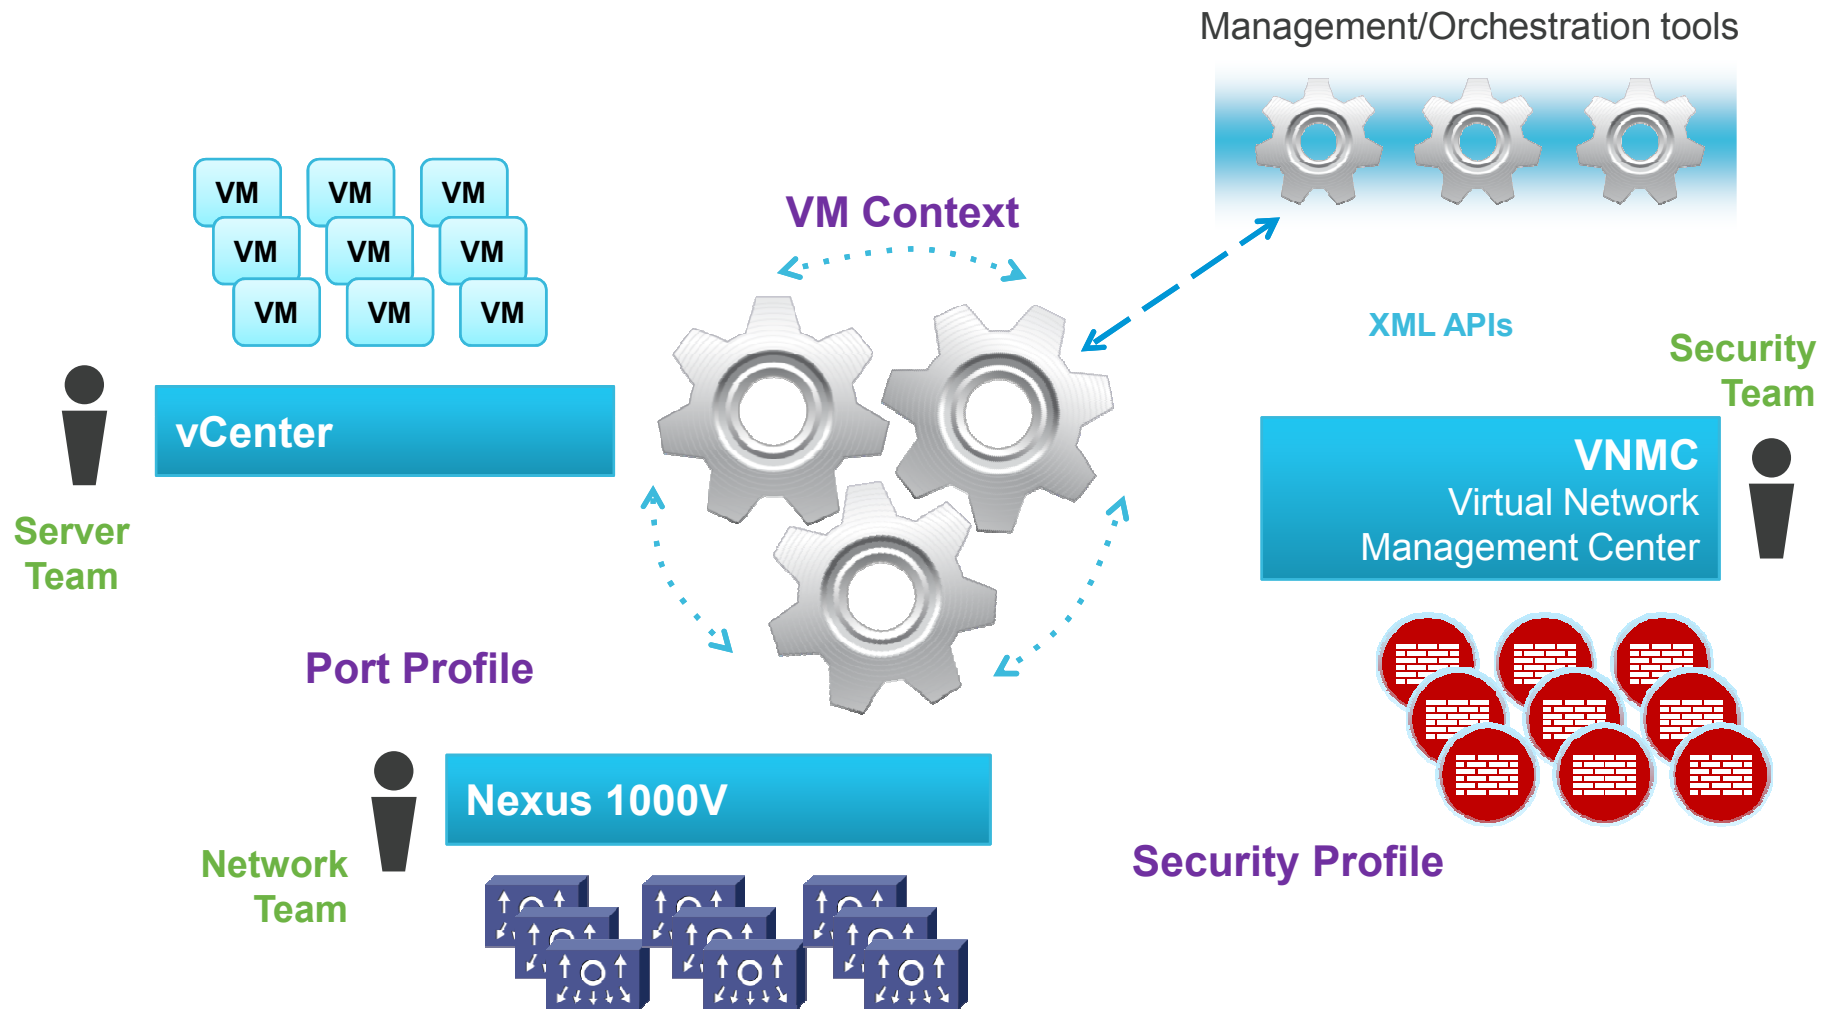 Management/Orchestration tools
VM VM VM
VM VM VM
VM VM VM
VM Context
XML APIs
Security
Team
vCenter
Server
Team
VNMC
Virtual Network
Management Center
Port Profile
Nexus 1000V
Network
Team
Security Profile